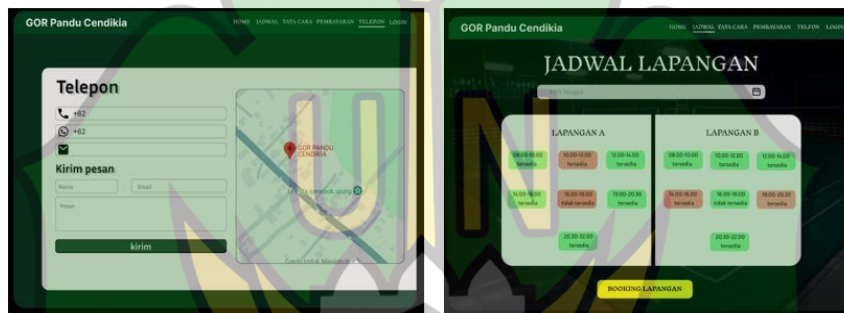 GOR Pandu Cendikia
HOME JADWAL TATA CARA PEMBAYARAN TELEPON LOGIN
Telepon
+62
+62
Kirim pesan
Nama Email
Pesan
kirim
GOR PANDU
CENDIKIA
GOR Pandu Cendikia
HOME JADWAL TATA CARA PEMBAYARAN TELEPON LOGIN
JADWAL LAPANGAN
Pilih Tanggal
LAPANGAN A
08.00-10.00 10.00-12.00 12.00-14.00
tersedia tersedia tersedia
14.00-16.00 16.00-18.00 19.00-20.30
tersedia tidak tersedia tersedia
20.30-22.00
tersedia
LAPANGAN B
08.00-10.00 10.00-12.00 12.00-14.00
tersedia tersedia tersedia
14.00-16.00 16.00-18.00 19.00-20.30
tersedia tidak tersedia tersedia
20.30-22.00
tersedia
BOOKING LAPANGAN